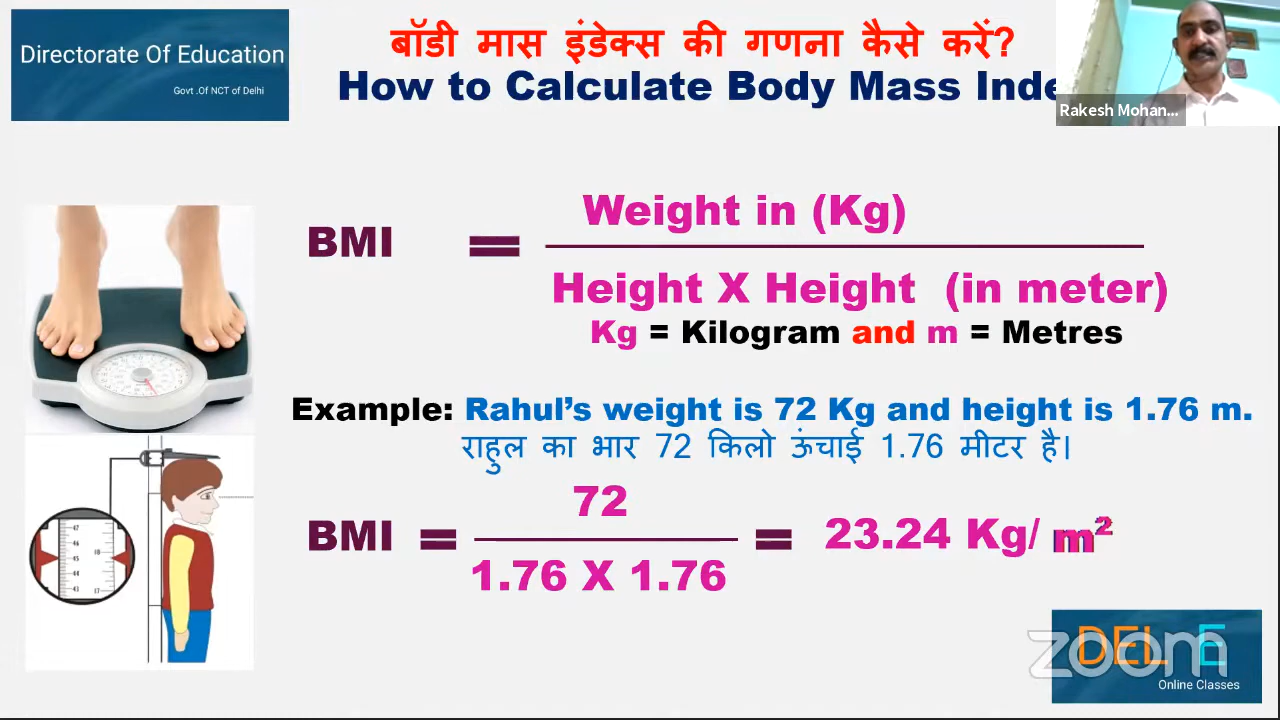 Directorate Of Education
Govt .Of NCT of Delhi
बॉडी मास इंडेक्स की गणना कैसे करें?
How to Calculate Body Mass Inde
Rakesh Mohan...
BMI = Weight in (Kg)
Height X Height (in meter)
Kg = Kilogram and m = Metres
Example: Rahul’s weight is 72 Kg and height is 1.76 m.
राहुल का भार 72 किलो ऊंचाई 1.76 मीटर है।
72
BMI = = 23.24 Kg/ m²
1.76 X 1.76
zoom
Online Classes